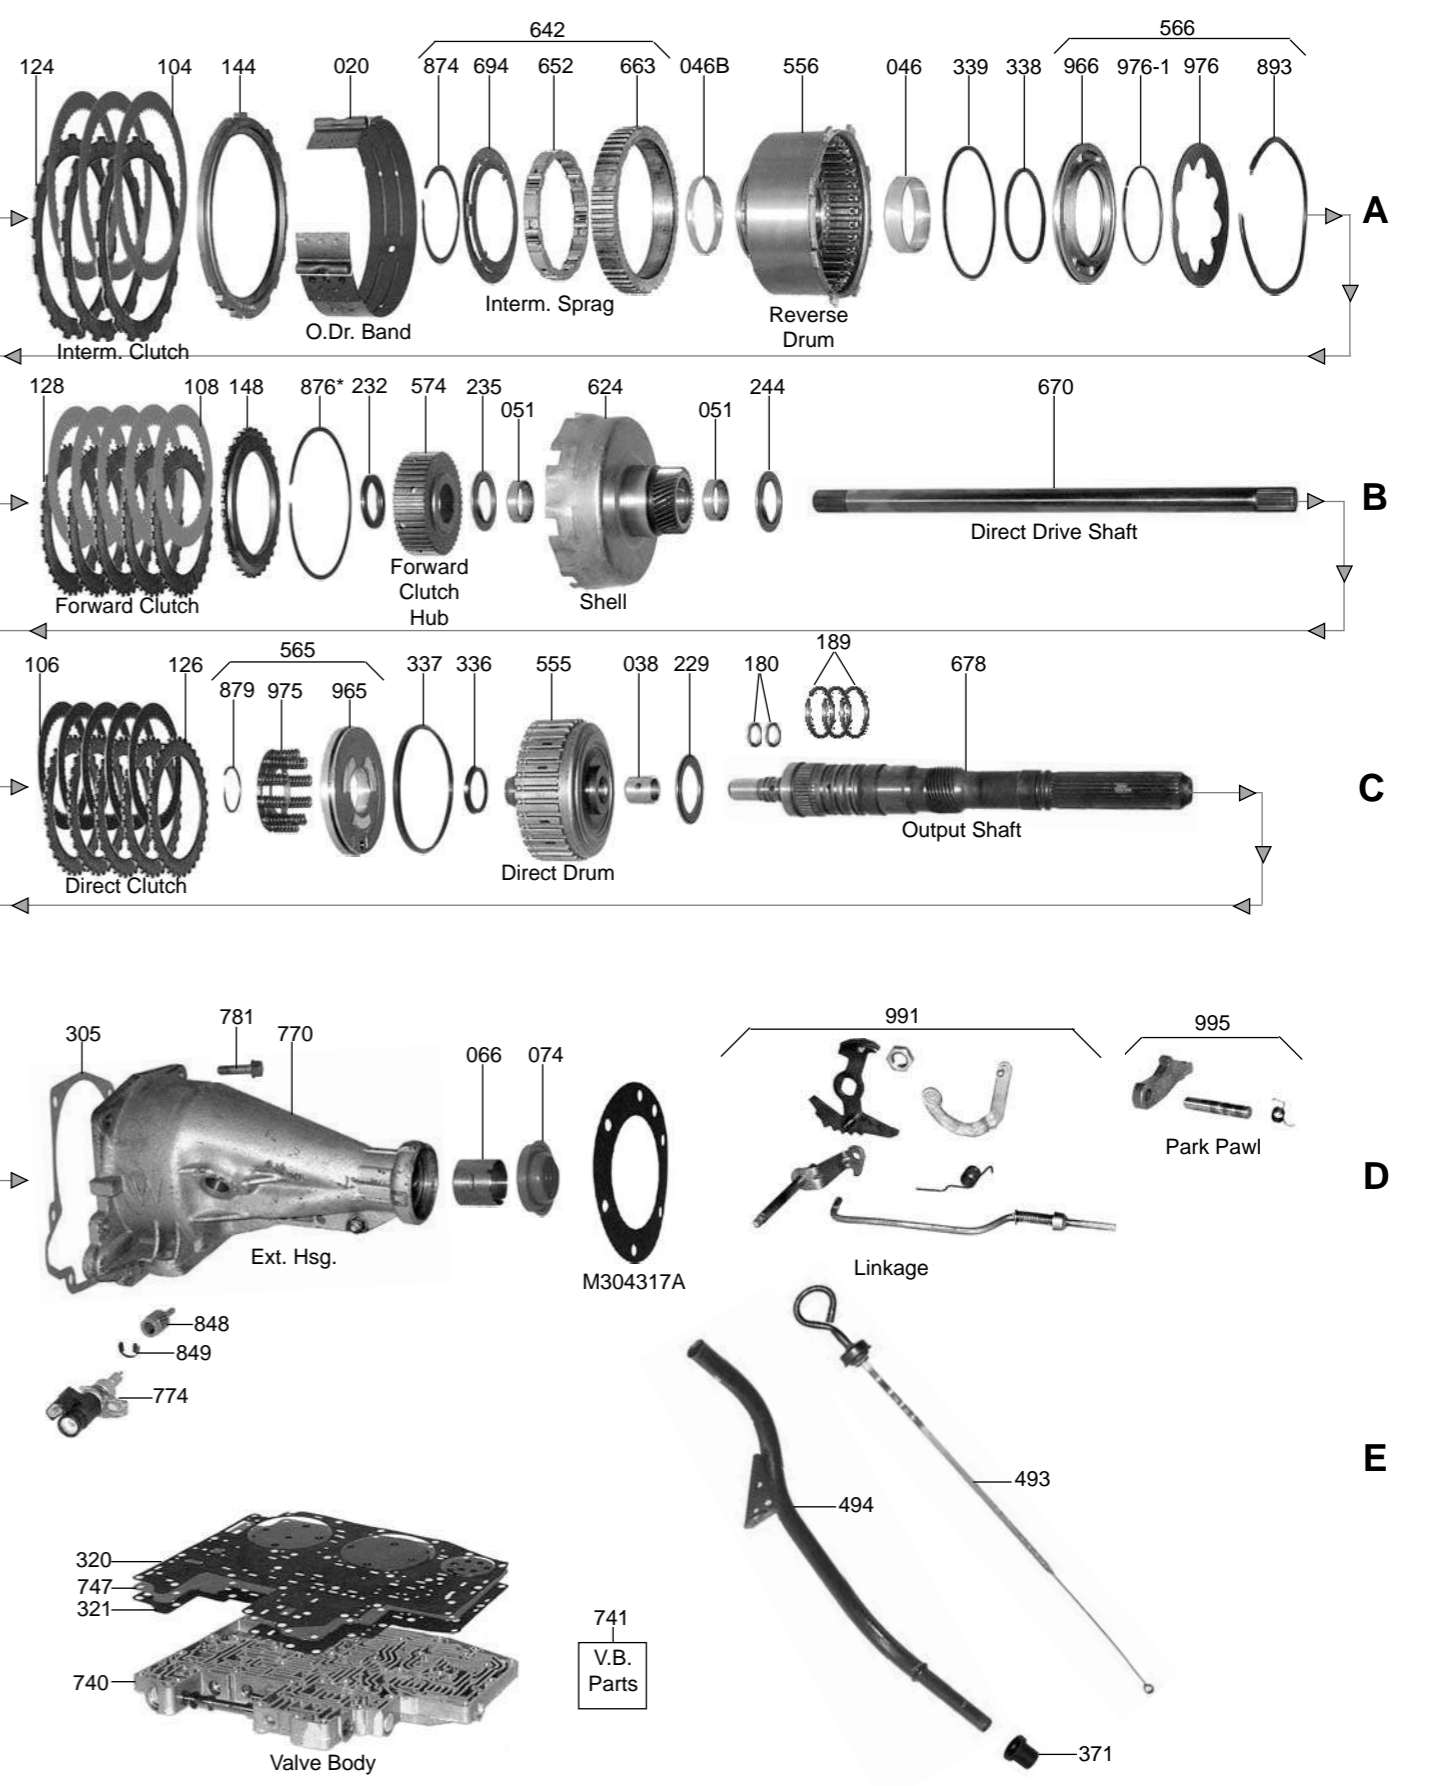 642
566
124
104
144
020
874
694
652
663
046B
556
046
339
338
966
976-1
976
893
A
Interm. Sprag
Reverse
Drum
O.Dr. Band
Interm. Clutch
128
108
148
876*
232
574
235
051
624
051
244
670
B
Direct Drive Shaft
Forward
Clutch
Hub
Shell
Forward Clutch
189
565
106
126
337
336
555
038
229
180
678
879
975
965
C
Output Shaft
Direct Drum
Direct Clutch
781
991
995
305
770
066
074
Park Pawl
D
Ext. Hsg.
Linkage
M304317A
848
849
774
E
493
494
320
747
321
741
V.B.
Parts
740
371
Valve Body